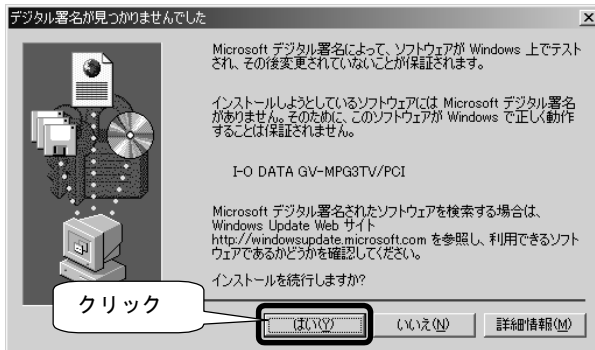 デジタル署名が見つかりませんでした
Microsoft デジタル署名によって、ソフトウェアが Windows 上でテスト
され、その後変更されていないことが保証されます。
インストールしようとしているソフトウェアには Microsoft デジタル署名
がありません。そのために、このソフトウェアが Windows で正しく動作
することは保証されません。
I-O DATA GV-MPG3TV/PCI
Microsoft デジタル署名されたソフトウェアを検索する場合は、
Windows Update Web サイト
http://windowsupdate.microsoft.com を参照し、利用できるソフト
ウェアであるかどうかを確認してください。
インストールを続行しますか?
クリック
はい(Y)
いいえ(N)
詳細情報(M)